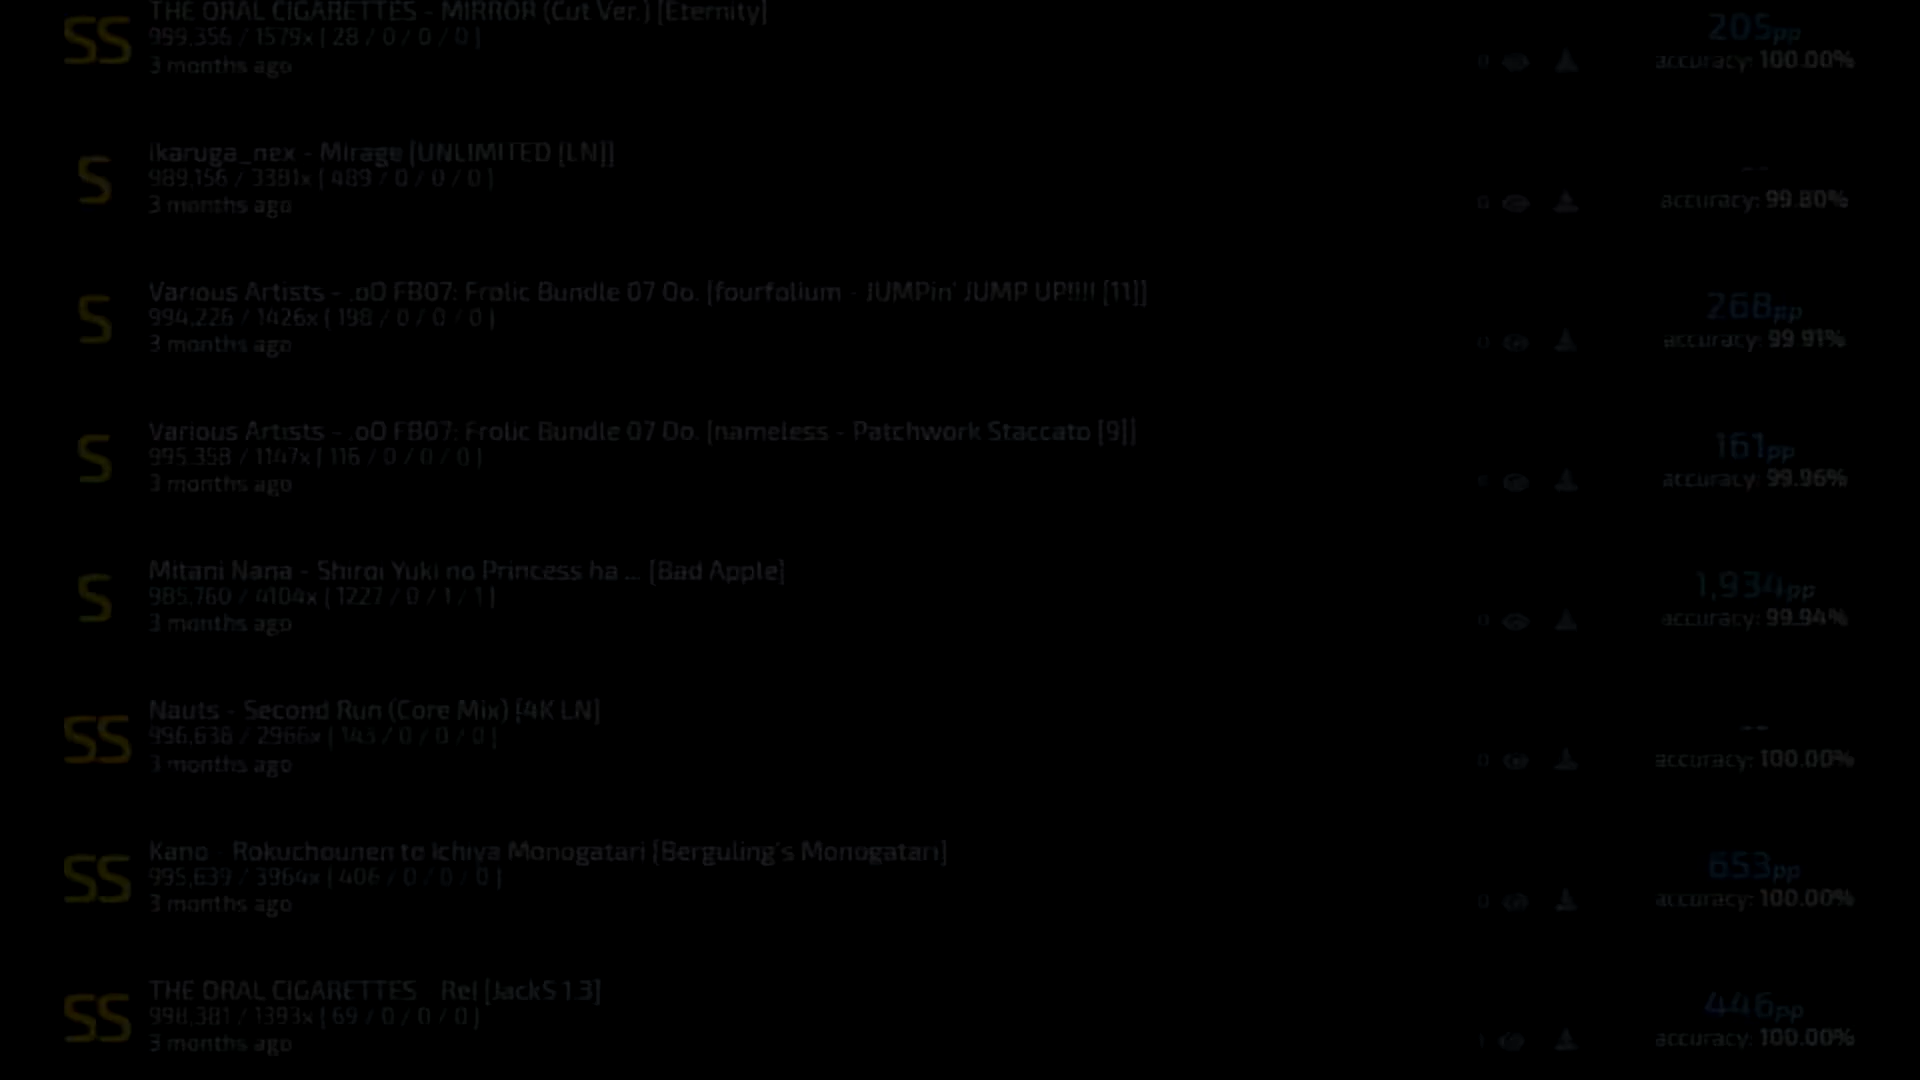 THE ORAL CIGARETTES - MIRROR (Cut Ver.) [Eternity]
SS
999,356 / 1579x { 28 / 0 / 0 / 0 }
3 months ago
0
205pp
accuracy: 100.00%
Ikaruga_nex - Mirage [UNLIMITED [LN]]
S
989,156 / 3381x { 489 / 0 / 0 / 0 }
3 months ago
0
--
accuracy: 99.80%
Various Artists - .oO FB07: Frolic Bundle 07 Oo. [fourfolium - JUMPin' JUMP UP!!!! [11]]
S
994,226 / 1426x { 198 / 0 / 0 / 0 }
3 months ago
0
268pp
accuracy: 99.91%
Various Artists - .oO FB07: Frolic Bundle 07 Oo. [nameless - Patchwork Staccato [9]]
S
995,358 / 1147x { 116 / 0 / 0 / 0 }
3 months ago
161pp
accuracy: 99.96%
Mitani Nana - Shiroi Yuki no Princess ha ... [Bad Apple]
S
985,760 / 4104x { 1227 / 0 / 1 / 1 }
3 months ago
0
1,934pp
accuracy: 99.94%
Nauts - Second Run (Core Mix) [4K LN]
SS
996,638 / 2966x { 143 / 0 / 0 / 0 }
3 months ago
0
--
accuracy: 100.00%
Kano - Rokuchounen to Ichiya Monogatari [Berguling's Monogatari]
SS
995,639 / 3964x { 406 / 0 / 0 / 0 }
3 months ago
0
653pp
accuracy: 100.00%
THE ORAL CIGARETTES - ReI [JackS 1.3]
SS
998,381 / 1393x { 69 / 0 / 0 / 0 }
3 months ago
1
446pp
accuracy: 100.00%